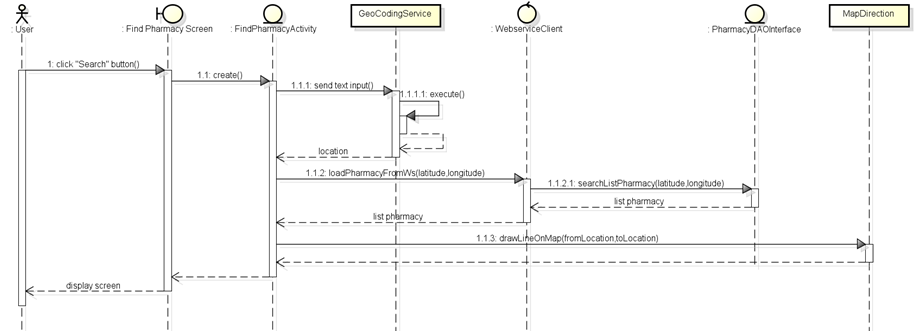 GeoCodingService
MapDirection
: User
: Find Pharmacy Screen
: FindPharmacyActivity
: WebserviceClient
: PharmacyDAOInterface
1: click "Search" button()
1.1: create()
1.1.1: send text input()
1.1.1.1: execute()
location
1.1.2: loadPharmacyFromWs(latitude,longitude)
1.1.2.1: searchListPharmacy(latitude,longitude)
list pharmacy
list pharmacy
1.1.3: drawLineOnMap(fromLocation,toLocation)
display screen